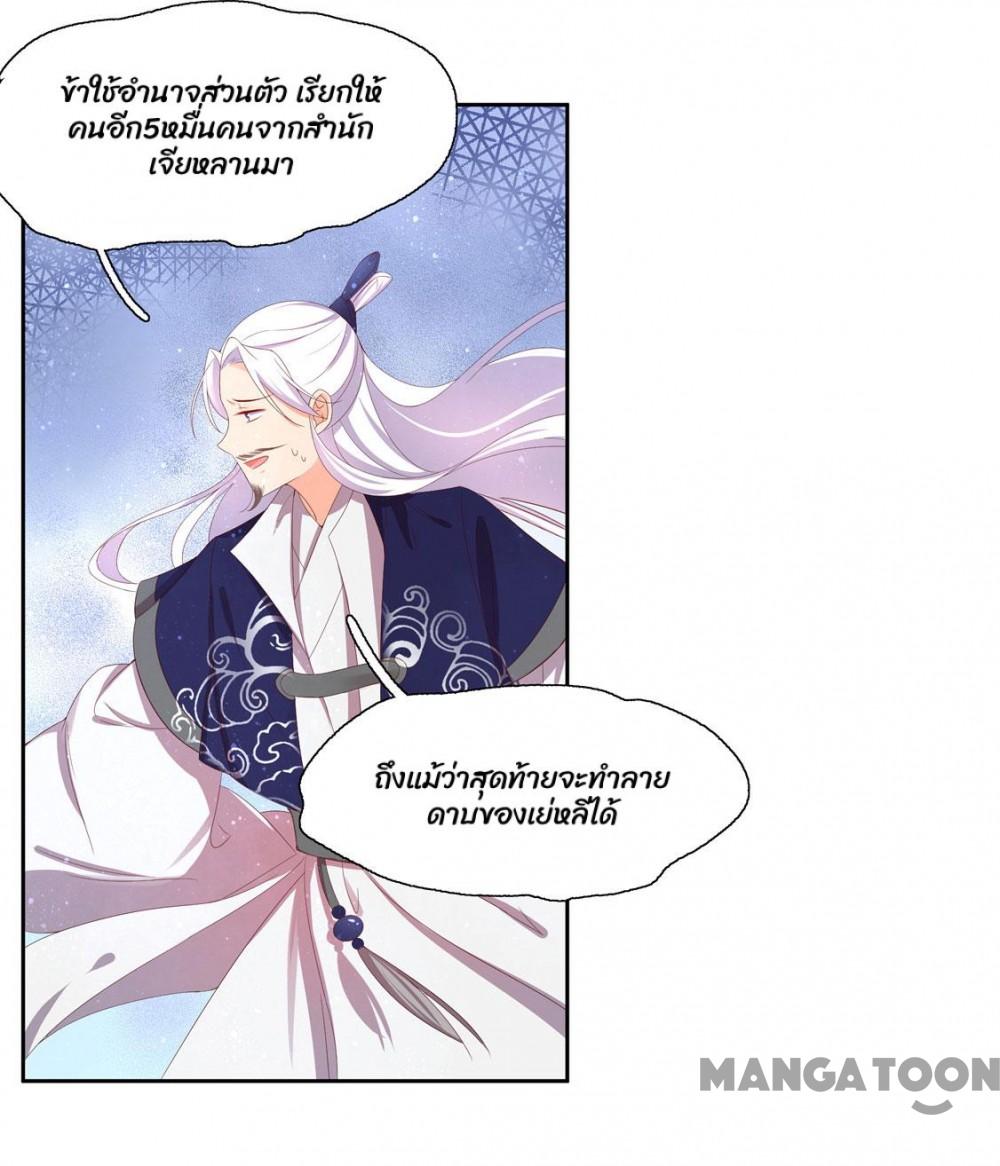 ข้าใช้อำนาจส่วนตัว เรียกให้
คนอีก5หมื่นคนจากสำนัก
เจียหลานมา
ถึงแม้ว่าสุดท้ายจะทำลาย
ดาบของเย่หลีได้
MANGATOON